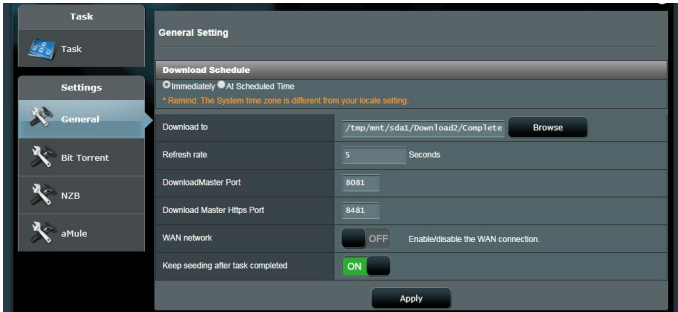 Task
Task
Settings
General
Bit Torrent
NZB
aMule
General Setting
Download Schedule
Immediately At Scheduled Time
* Remind: The System time zone is different from your locale setting.
Download to /tmp/mnt/sda1/Download2/Complete Browse
Refresh rate 5 Seconds
DownloadMaster Port 8081
Download Master Https Port 8481
WAN network OFF Enable/disable the WAN connection.
Keep seeding after task completed ON
Apply